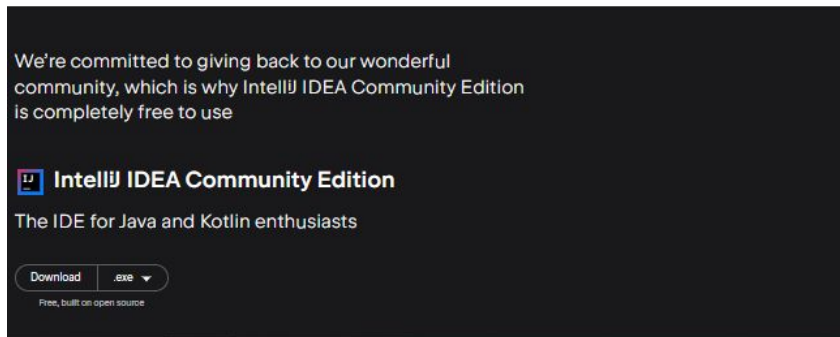 We're committed to giving back to our wonderful
community, which is why IntelliJ IDEA Community Edition
is completely free to use
IJ
IntelliJ IDEA Community Edition
The IDE for Java and Kotlin enthusiasts
Download .exe
Free, built on open source